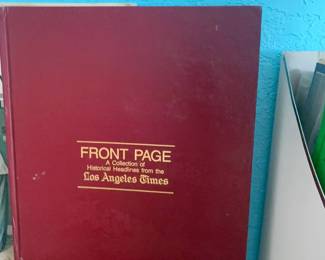 FRONT PAGE
A Collection of
Historical Headlines from the
Los Angeles Times